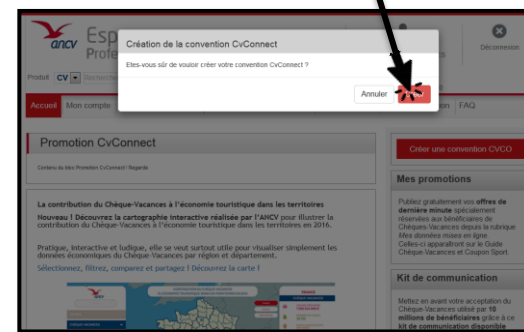 ancv
Esp
Profe
Déconnexion
Produit CV
Création de la convention CvConnect
Etes-vous sûr de vouloir créer votre convention CvConnect ?
Annuler
Accueil Mon compte
FAQ
Promotion CvConnect
Contenu du bloc Promotion CvConnect / Regarde
La contribution du Chèque-Vacances à l'économie touristique dans les territoires
Nouveau ! Découvrez la cartographie interactive réalisée par l'ANCV pour illustrer la
contribution du Chèque-Vacances à l'économie touristique dans les territoires en 2016.
Pratique, interactive et ludique, elle se veut surtout utile pour visualiser simplement les
données économiques du Chèque-Vacances par région et département.
Sélectionnez, filtrez, comparez et partagez ! Découvrez la carte !
Créer une convention CVCO
Mes promotions
Publiez gratuitement vos offres de
dernière minute spécialement
réservées aux bénéficiaires de
Chèques-Vacances depuis la rubrique
Mes données mises en ligne
Celles-ci apparaîtront sur le Guide
Chèque-Vacances et Coupon Sport.
Kit de communication
Mettez en avant votre acceptation du
Chèque-Vacances utilisé par 10
millions de bénéficiaires grâce à ce
kit de communication disponible